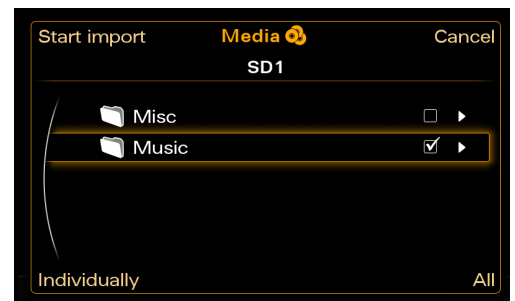 Start import Media Cancel
SD1
Misc
Music
Individually All